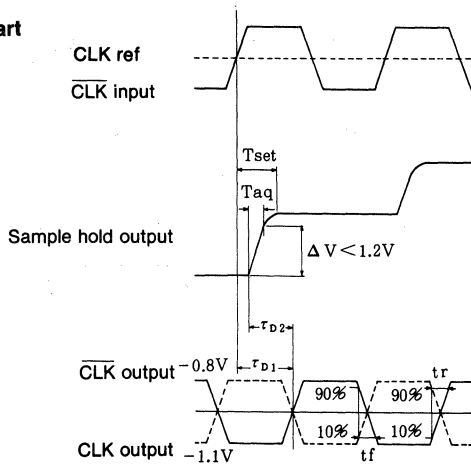 art
CLK ref
CLK input
Tset
Taq
Sample hold output
ΔV<1.2V
τD2
τD1
CLK output -0.8V
90% 90% tr
10% 10%
CLK output -1.1V
tf